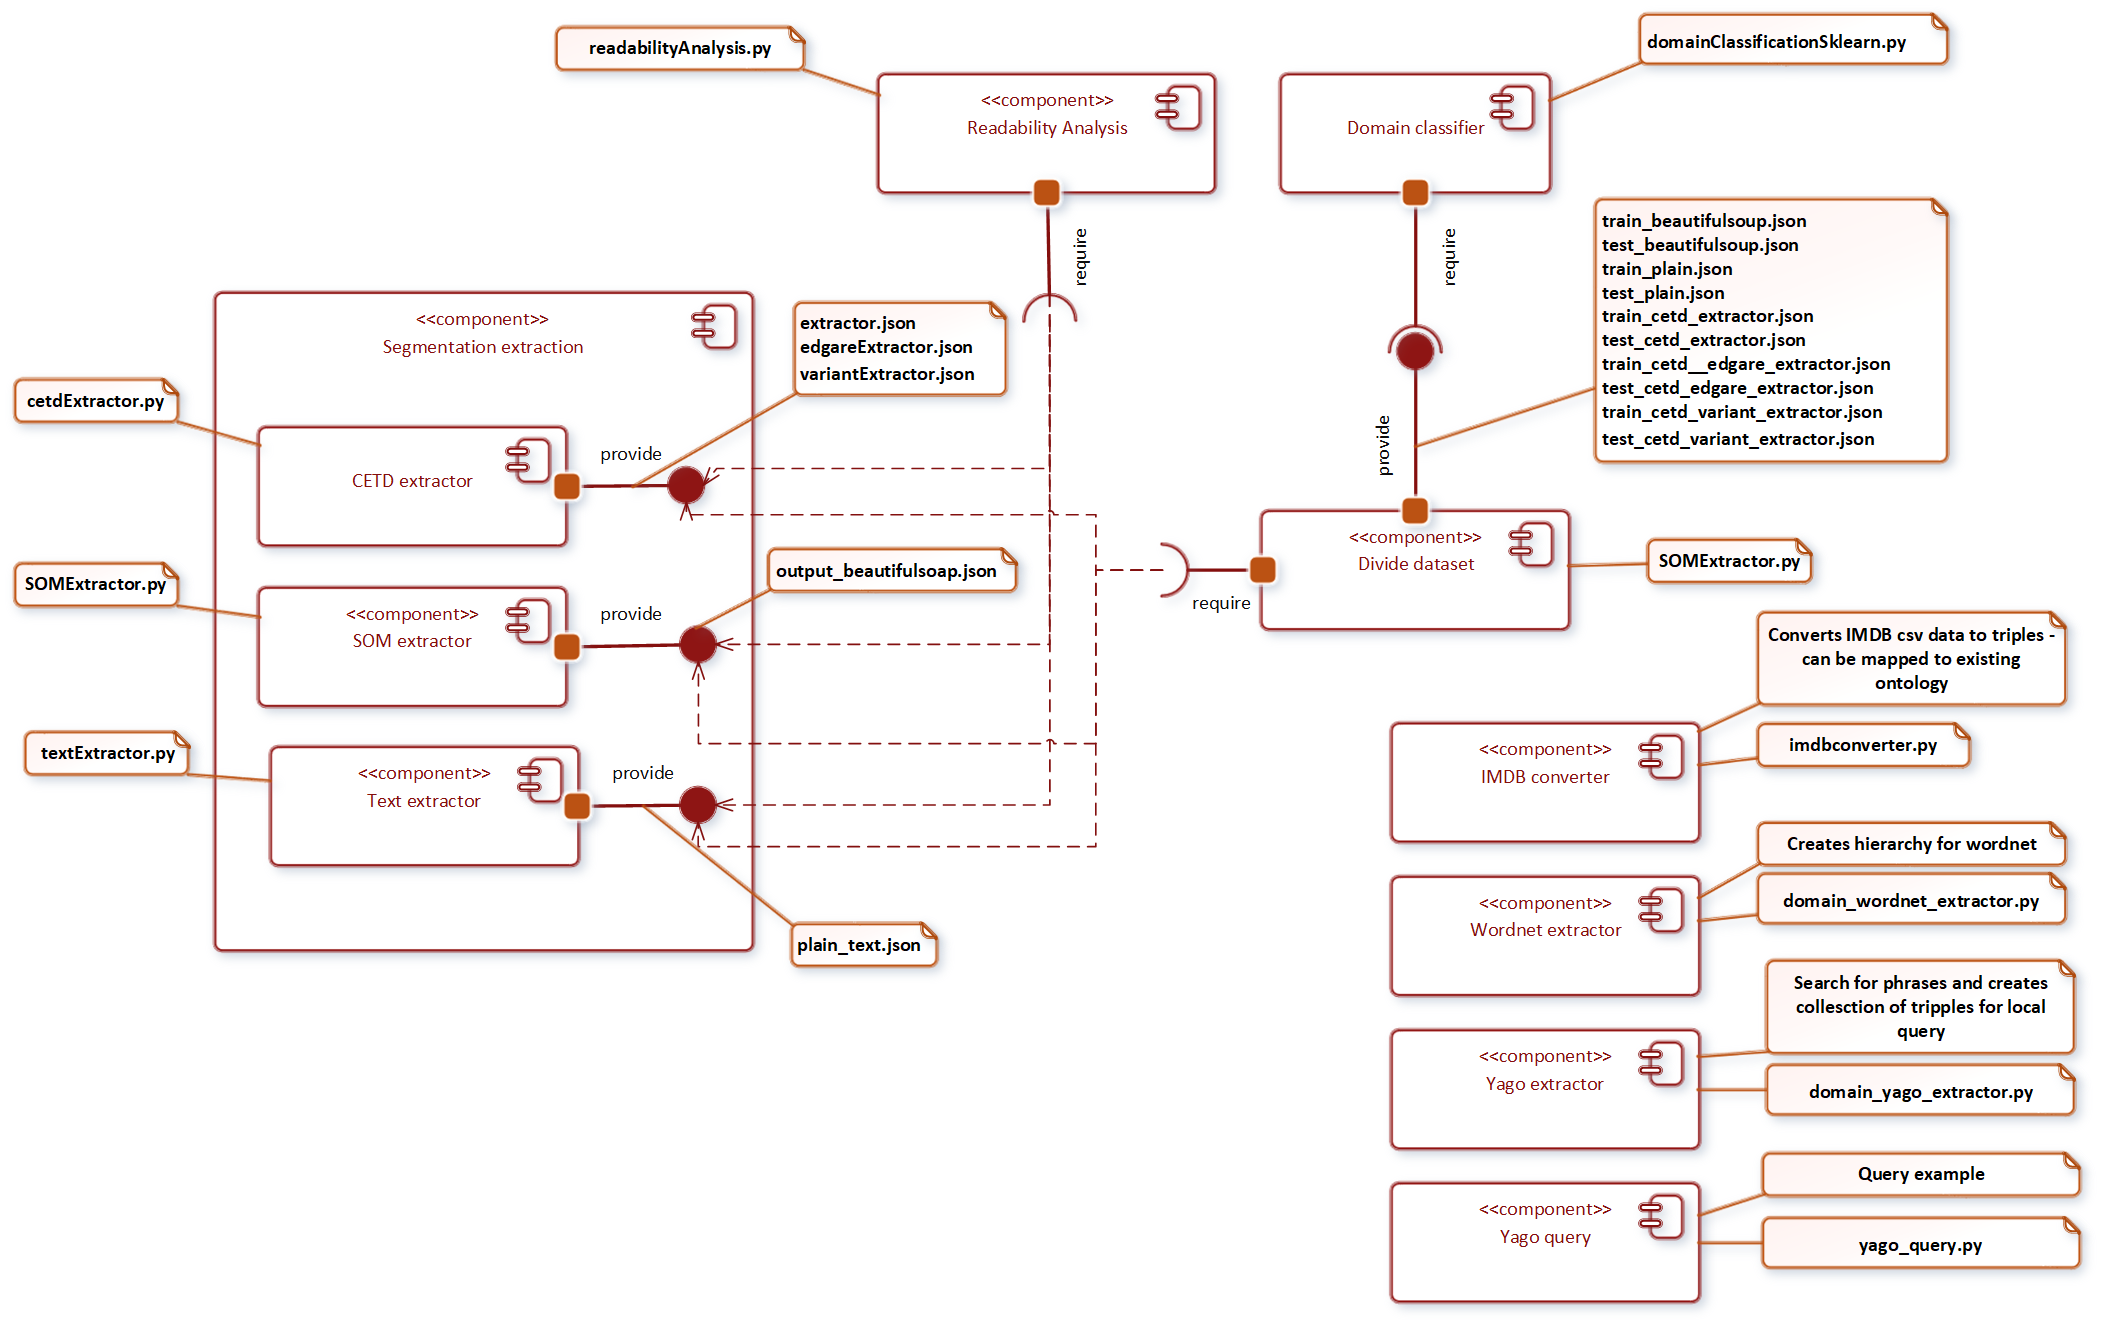 readabilityAnalysis.py
domainClassificationSklearn.py
<<component>>
Readability Analysis
Domain classifier
require
require
train_beautifulsoup.json
test_beautifulsoup.json
train_plain.json
test_plain.json
train_cetd_extractor.json
test_cetd_extractor.json
train_cetd__edgare_extractor.json
test_cetd_edgare_extractor.json
train_cetd_variant_extractor.json
test_cetd_variant_extractor.json
provide
<<component>>
Segmentation extraction
extractor.json
edgareExtractor.json
variantExtractor.json
cetdExtractor.py
CETD extractor
provide
SOMExtractor.py
<<component>>
SOM extractor
provide
output_beautifulsoap.json
textExtractor.py
<<component>>
Text extractor
provide
plain_text.json
<<component>>
Divide dataset
require
SOMExtractor.py
Converts IMDB csv data to triples -
can be mapped to existing
ontology
<<component>>
IMDB converter
imdbconverter.py
Creates hierarchy for wordnet
<<component>>
Wordnet extractor
domain_wordnet_extractor.py
Search for phrases and creates
collesction of tripples for local
query
<<component>>
Yago extractor
domain_yago_extractor.py
Query example
<<component>>
Yago query
yago_query.py